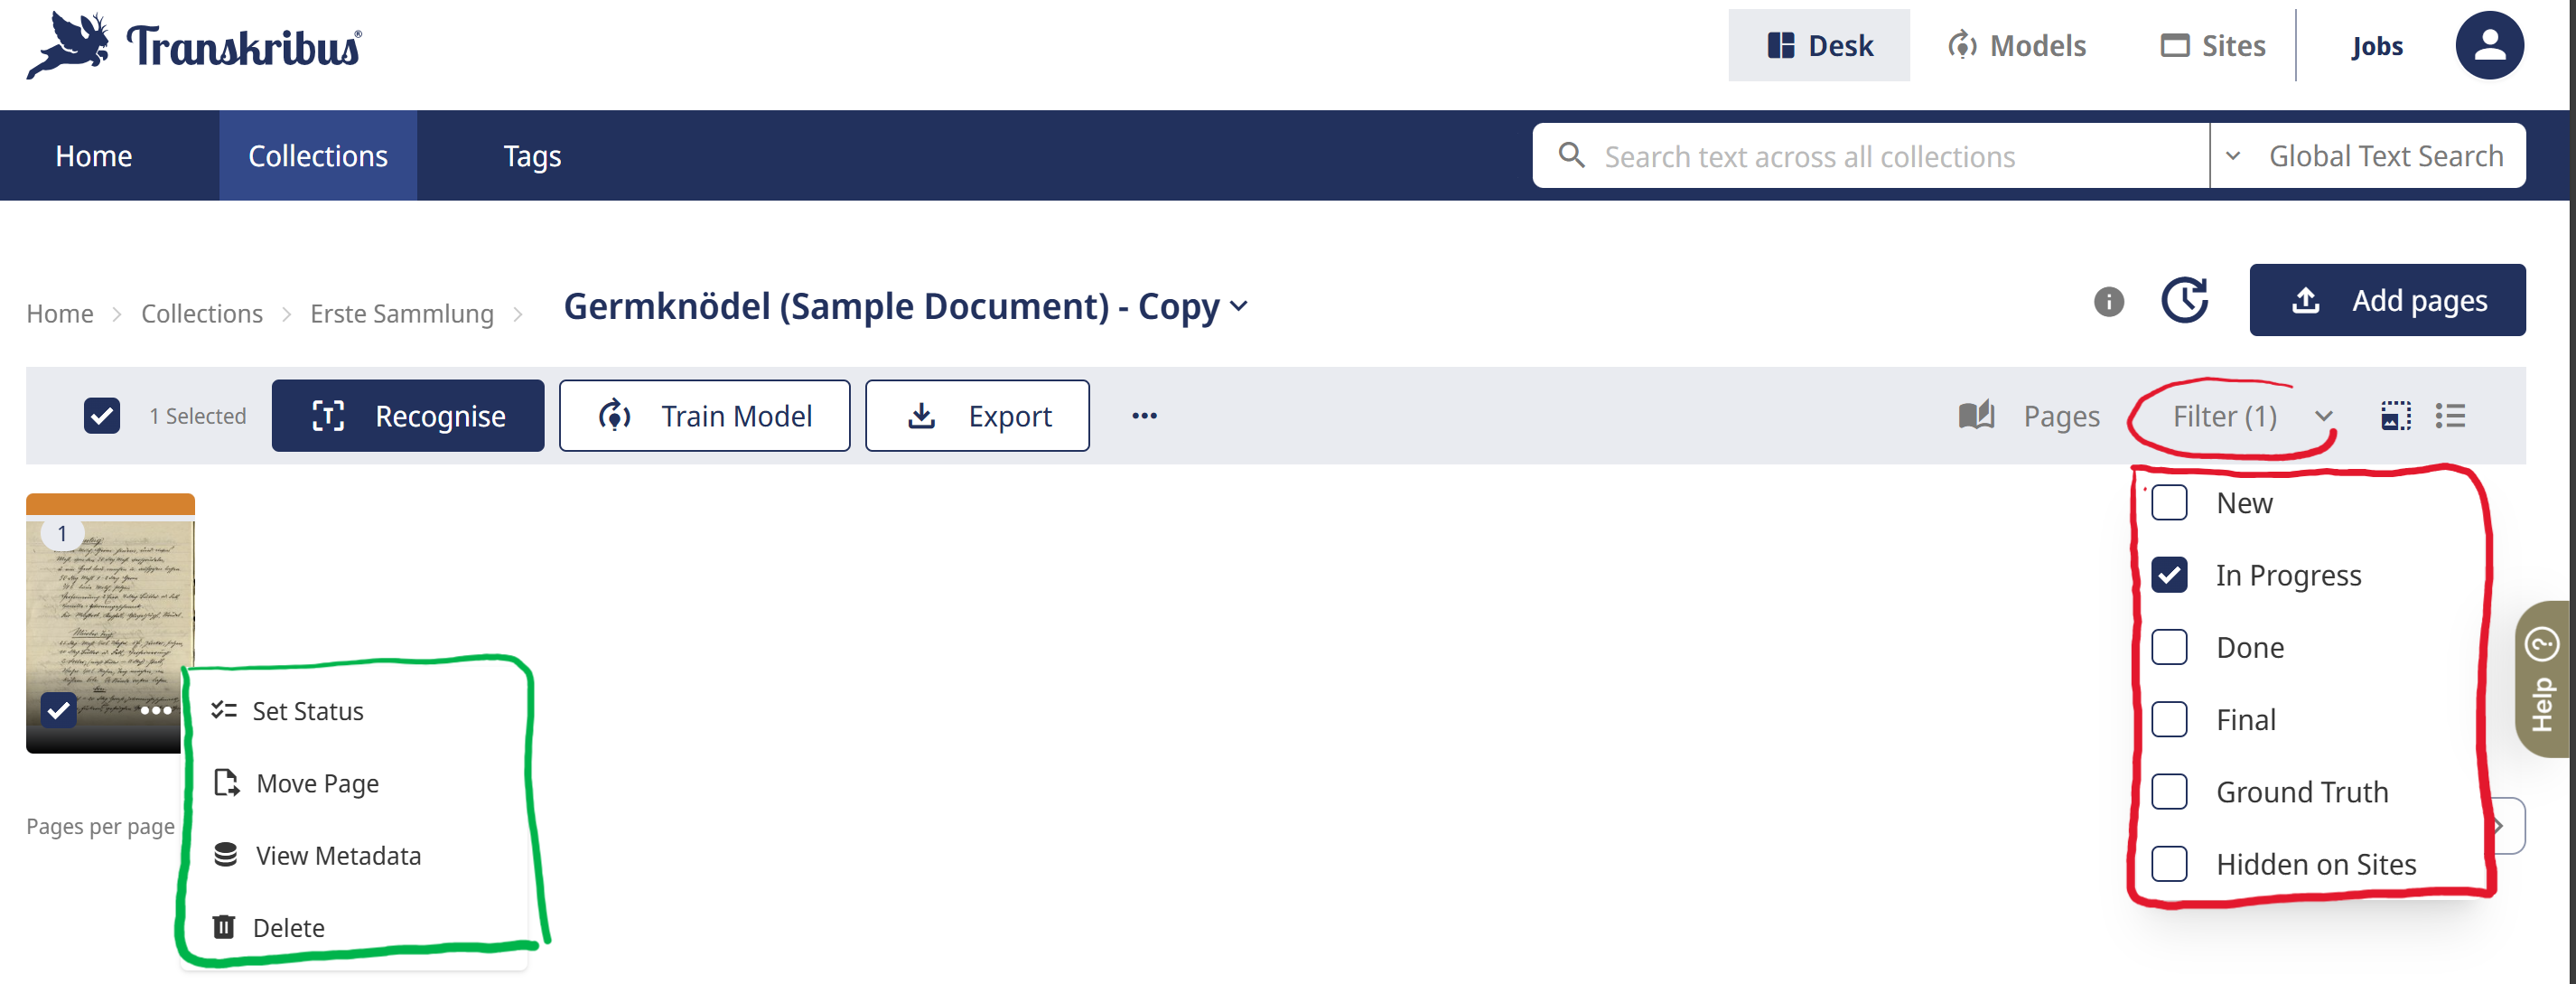 Transkribus®
Desk
Models
Sites
Jobs
Home
Collections
Tags
Search text across all collections
Global Text Search
Home
Collections
Erste Sammlung
Germknödel (Sample Document) - Copy
Add pages
1 Selected
Recognise
Train Model
Export
Pages
Filter (1)
1
New
In Progress
Done
Final
Ground Truth
Hidden on Sites
Help
Set Status
Move Page
View Metadata
Delete
Pages per page